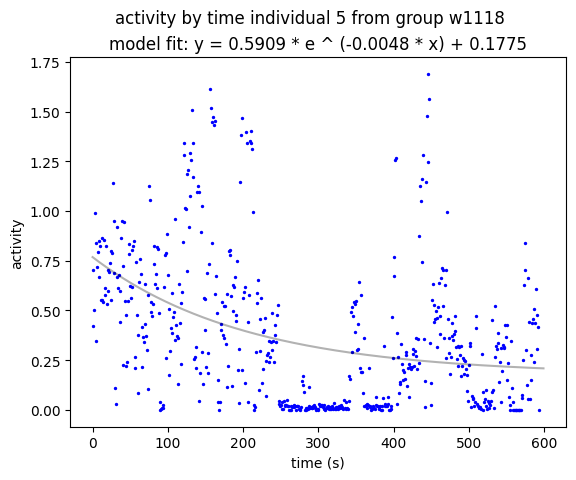 activity by time individual 5 from group w1118
model fit: y = 0.5909 * e ^ (-0.0048 * x) + 0.1775
1.75
1.50
1.25
1.00
0.75
0.50
0.25
0.00
activity
0 100 200 300 400 500 600
time (s)